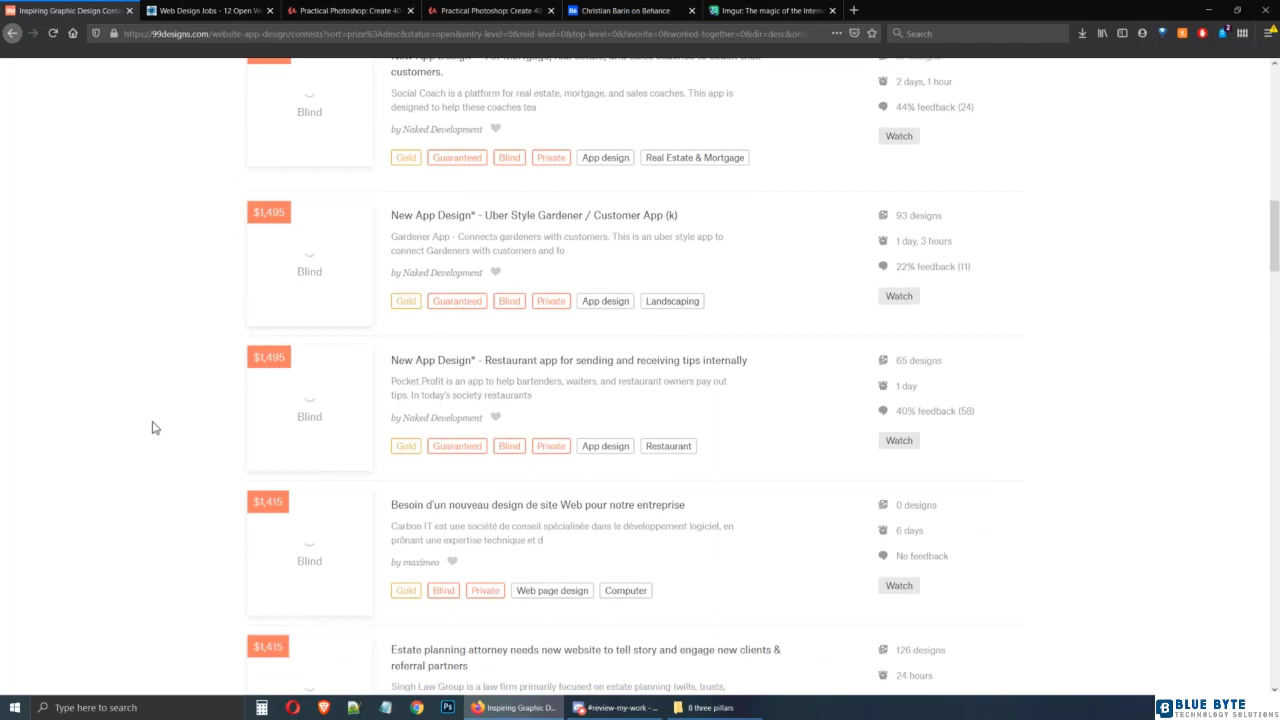 Inspiring Graphic Design Conte
Web Design Jobs - 12 Open W
Practical Photoshop: Create 40
Practical Photoshop: Create 40
Christian Barin on Behance
Imgur: The magic of the Intern
https://99designs.com/website-app-design/contests?sort=prize%3Adesc&status=open&entry-level=0&mid-level=0&top-level=0&favorite=0&worked-together=0&dir=desc&ord
Search
customers.
Social Coach is a platform for real estate, mortgage, and sales coaches. This app is
designed to help these coaches tea
by Naked Development
Gold Guaranteed Blind Private App design Real Estate & Mortgage
Blind
2 days, 1 hour
44% feedback (24)
Watch
$1,495
Blind
New App Design* - Uber Style Gardener / Customer App (k)
Gardener App - Connects gardeners with customers. This is an uber style app to
connect Gardeners with customers and fo
by Naked Development
Gold Guaranteed Blind Private App design Landscaping
93 designs
1 day, 3 hours
22% feedback (11)
Watch
$1,495
Blind
New App Design* - Restaurant app for sending and receiving tips internally
Pocket Profit is an app to help bartenders, waiters, and restaurant owners pay out
tips. In today's society restaurants
by Naked Development
Gold Guaranteed Blind Private App design Restaurant
65 designs
1 day
40% feedback (58)
Watch
$1,415
Blind
Besoin d'un nouveau design de site Web pour notre entreprise
Carbon IT est une société de conseil spécialisée dans le développement logiciel, en
prônant une expertise technique et d
by maximeo
Gold Blind Private Web page design Computer
0 designs
6 days
No feedback
Watch
$1,415
Estate planning attorney needs new website to tell story and engage new clients &
referral partners
Singh Law Group is a law firm primarily focused on estate planning (wills, trusts,
126 designs
24 hours
Type here to search
Inspiring Graphic D...
#review-my-work - ...
8 three pillars
BLUE BYTE
TECHNOLOGY SOLUTIONS